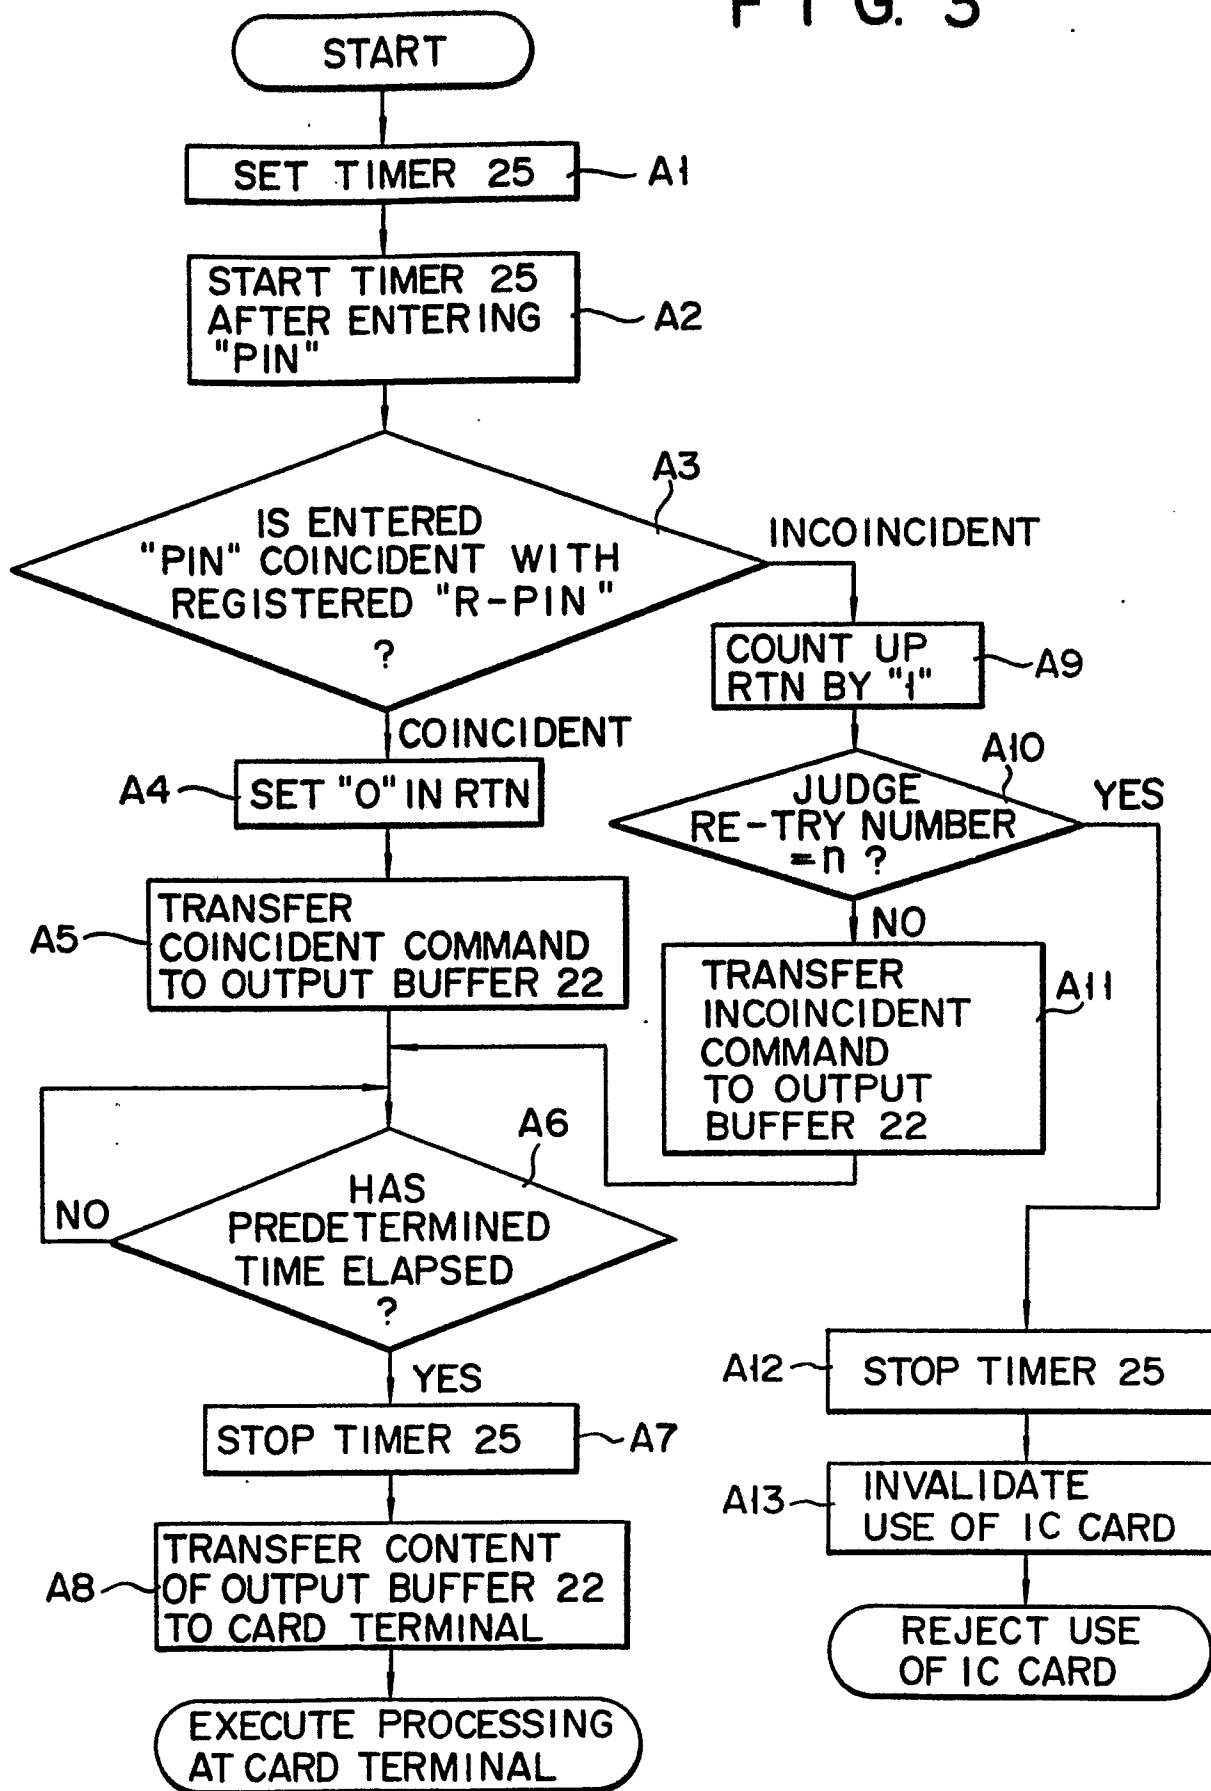 FIG. 3
START
SET TIMER 25
A1
START TIMER 25
AFTER ENTERING
"PIN"
A2
A3
IS ENTERED
"PIN" COINCIDENT WITH
REGISTERED "R-PIN"
?
INCOINCIDENT
COUNT UP
RTN BY "1"
A9
COINCIDENT
A4
SET "0" IN RTN
A10
JUDGE
RE-TRY NUMBER
=n ?
YES
NO
A5
TRANSFER
COINCIDENT COMMAND
TO OUTPUT BUFFER 22
TRANSFER
INCOINCIDENT
COMMAND
TO OUTPUT
BUFFER 22
A11
A6
HAS
PREDETERMINED
TIME ELAPSED
?
NO
YES
STOP TIMER 25
A7
A8
TRANSFER CONTENT
OF OUTPUT BUFFER 22
TO CARD TERMINAL
EXECUTE PROCESSING
AT CARD TERMINAL
A12
STOP TIMER 25
A13
INVALIDATE
USE OF IC CARD
REJECT USE
OF IC CARD